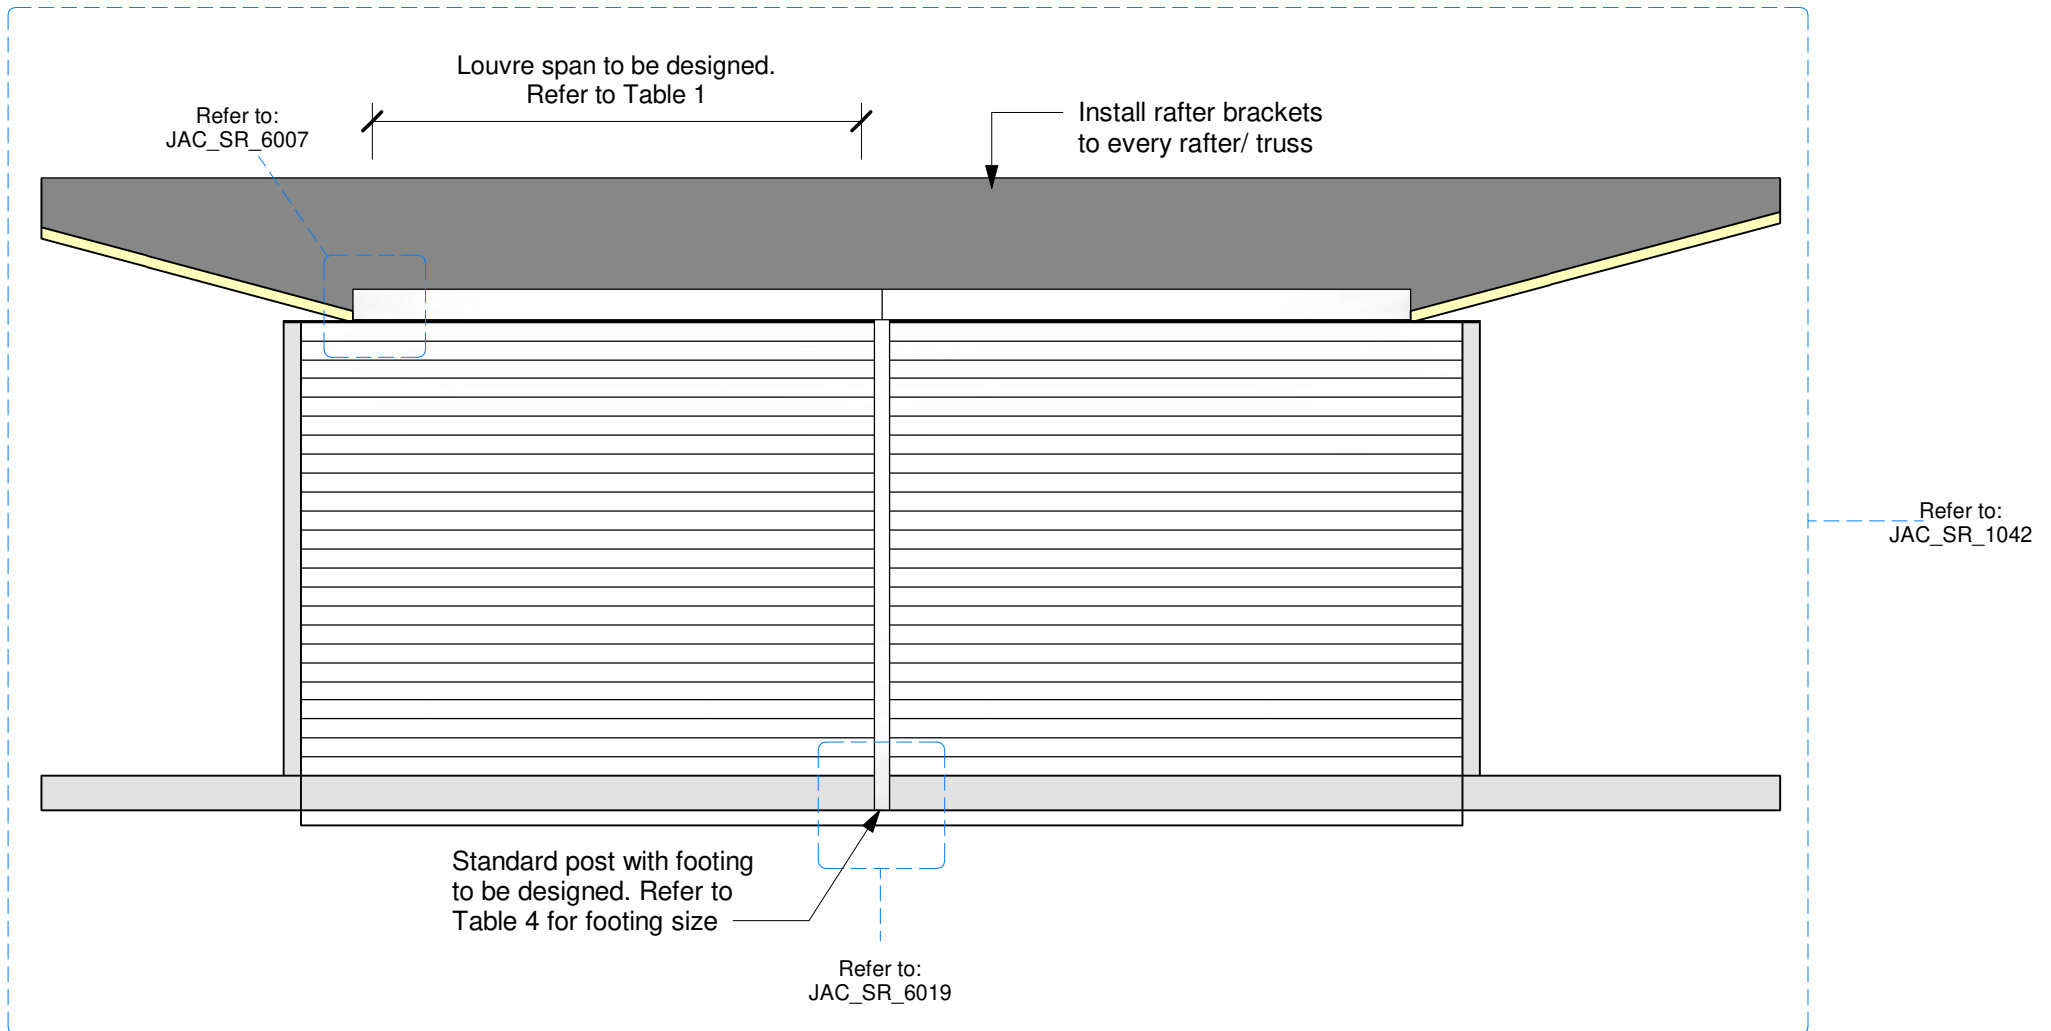 Louvre span to be designed.
Refer to Table 1
Refer to:
JAC_SR_6007
Install rafter brackets
to every rafter/ truss
Refer to:
JAC_SR_1042
Standard post with footing
to be designed. Refer to
Table 4 for footing size
Refer to:
JAC_SR_6019